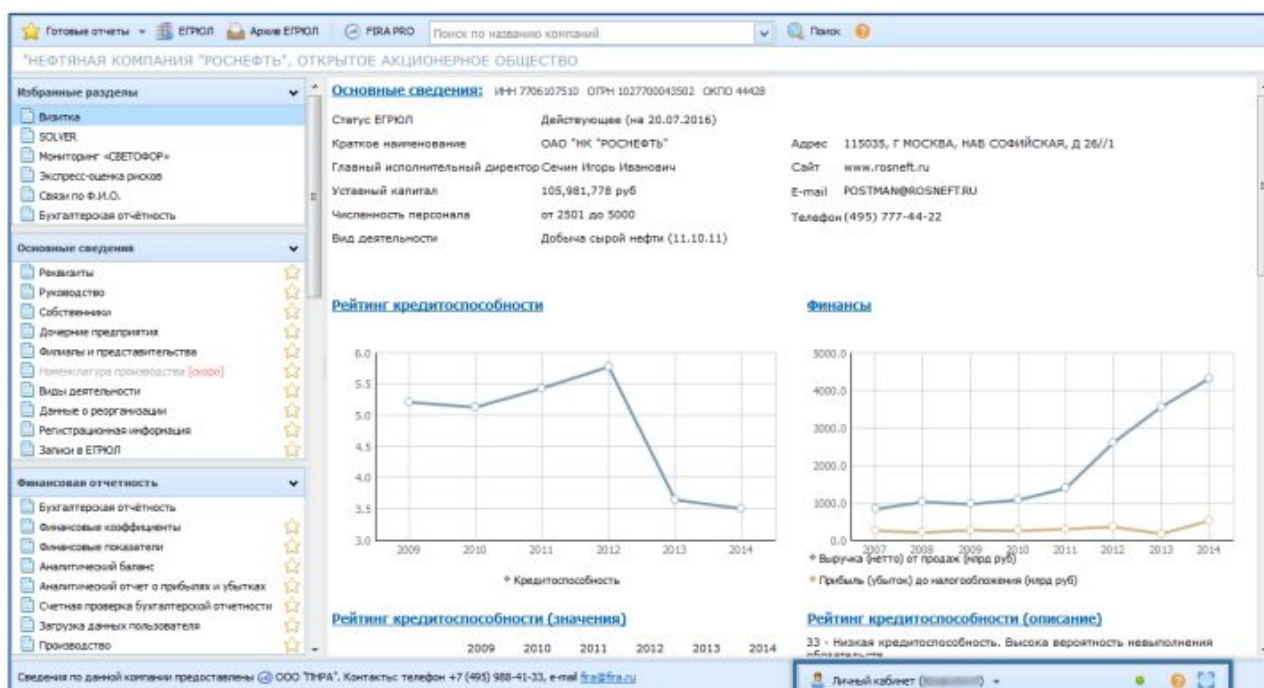 Готовые отчеты ЕГРЮЛ Архив ЕГРЮЛ FIRA PRO Поиск по названию компаний Поиск
"НЕФТЯНАЯ КОМПАНИЯ "РОСНЕФТЬ", ОТКРЫТОЕ АКЦИОНЕРНОЕ ОБЩЕСТВО
Избранные разделы
Визитка
SOLVER
Мониторинг «СВЕТОФОР»
Экспресс-оценка рисков
Связи по Ф.И.О.
Бухгалтерская отчётность
Основные сведения
Реквизиты
Руководство
Собственники
Дочерние предприятия
Филиалы и представительства
Номенклатура производства [скоро]
Виды деятельности
Данные о реорганизации
Регистрационная информация
Записи в ЕГРЮЛ
Финансовая отчетность
Бухгалтерская отчётность
Финансовые коэффициенты
Финансовые показатели
Аналитический баланс
Аналитический отчет о прибылях и убытках
Счетная проверка бухгалтерской отчетности
Загрузка данных пользователя
Производство
Основные сведения: ИНН 7706107510 ОГРН 1027700043502 ОКПО 44428
Статус ЕГРЮЛ Действующее (на 20.07.2016)
Краткое наименование ОАО "НК "РОСНЕФТЬ"
Главный исполнительный директор Сечин Игорь Иванович
Уставный капитал 105,981,778 руб
Численность персонала от 2501 до 5000
Вид деятельности Добыча сырой нефти (11.10.11)
Адрес 115035, Г МОСКВА, НАБ СОФИЙСКАЯ, Д 26//1
Сайт www.rosneft.ru
E-mail POSTMAN@ROSNEFT.RU
Телефон (495) 777-44-22
Рейтинг кредитоспособности
6.0
5.5
5.0
4.5
4.0
3.5
3.0
2009 2010 2011 2012 2013 2014
Кредитоспособность
Финансы
3000.0
4000.0
3000.0
2000.0
1000.0
0.0
2007 2008 2009 2010 2011 2012 2013 2014
Выручка (нетто) от продаж (млрд руб)
Прибыль (убыток) до налогообложения (млрд руб)
Рейтинг кредитоспособности (значения)
2009 2010 2011 2012 2013 2014
Рейтинг кредитоспособности (описание)
33 - Низкая кредитоспособность. Высока вероятность невыполнения
обязательств
Сведения по данной компании предоставлены ООО "ПИРА". Контакты: телефон +7 (495) 988-41-33, e-mail fira@fira.ru
Личный кабинет